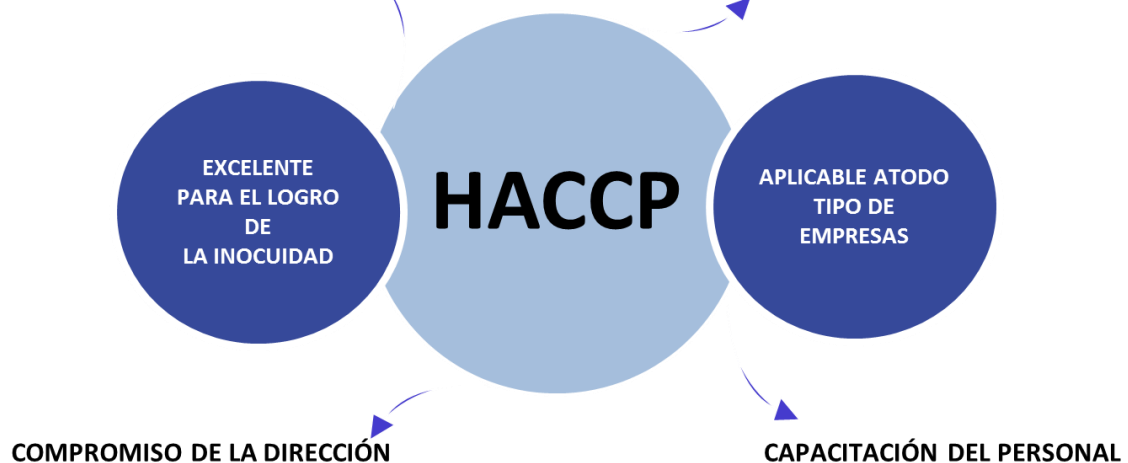 EXCELENTE
PARA EL LOGRO
DE
LA INOCUIDAD
HACCP
APLICABLE ATODO
TIPO DE
EMPRESAS
COMPROMISO DE LA DIRECCIÓN
CAPACITACIÓN DEL PERSONAL